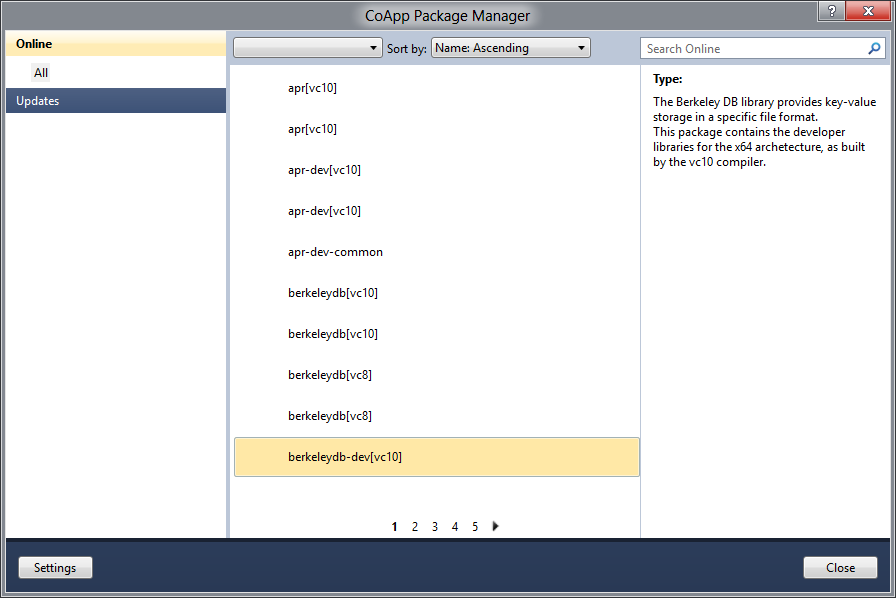 CoApp Package Manager
?
Online
All
Updates
Sort by: Name: Ascending
Search Online
apr[vc10]
apr[vc10]
apr-dev[vc10]
apr-dev[vc10]
apr-dev-common
berkeleydb[vc10]
berkeleydb[vc10]
berkeleydb[vc8]
berkeleydb[vc8]
berkeleydb-dev[vc10]
1 2 3 4 5
Type:
The Berkeley DB library provides key-value
storage in a specific file format.
This package contains the developer
libraries for the x64 archetecture, as built
by the vc10 compiler.
Settings
Close